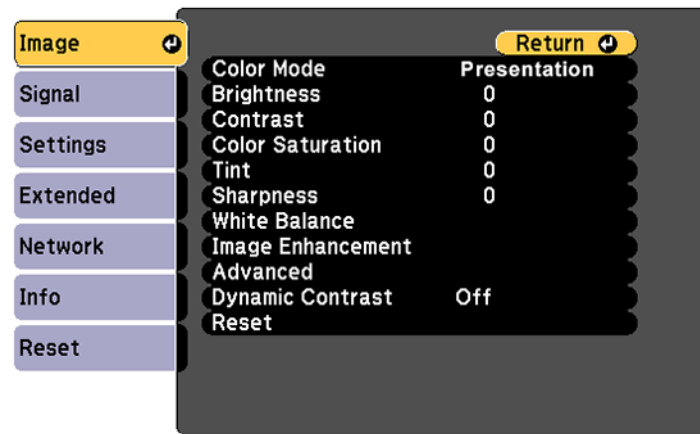 Image
Signal
Settings
Extended
Network
Info
Reset
Return
Color Mode Presentation
Brightness 0
Contrast 0
Color Saturation 0
Tint 0
Sharpness 0
White Balance
Image Enhancement
Advanced
Dynamic Contrast Off
Reset